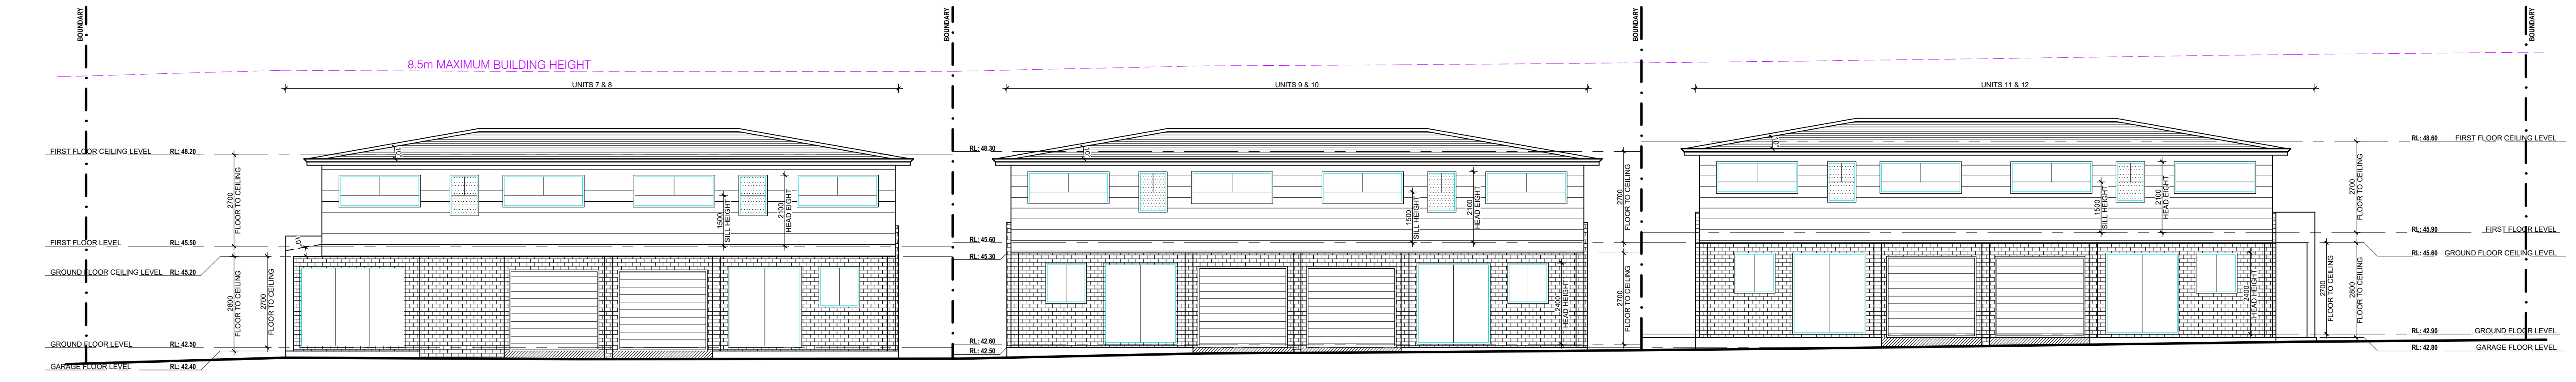 BOUNDARY
BOUNDARY
BOUNDARY
BOUNDARY
8.5m MAXIMUM BUILDING HEIGHT
UNITS 7 & 8
UNITS 9 & 10
UNITS 11 & 12
FIRST FLOOR CEILING LEVEL RL: 48.20
FIRST FLOOR LEVEL RL: 45.50
GROUND FLOOR CEILING LEVEL RL: 45.20
GROUND FLOOR LEVEL RL: 42.50
GARAGE FLOOR LEVEL RL: 42.40
2700
FLOOR TO CEILING
2800
FLOOR TO CEILING
2700
FLOOR TO CEILING
10°
10°
1500
SILL HEIGHT
2100
HEAD EIGHT
RL: 48.30
RL: 45.60
RL: 45.30
RL: 42.60
RL: 42.50
10°
1500
SILL HEIGHT
2100
HEAD EIGHT
2400
HEAD HEIGHT
2700
FLOOR TO CEILING
2700
FLOOR TO CEILING
10°
1500
SILL HEIGHT
2100
HEAD EIGHT
2400
HEAD HEIGHT
2700
FLOOR TO CEILING
2700
FLOOR TO CEILING
2800
FLOOR TO CEILING
RL: 48.60 FIRST FLOOR CEILING LEVEL
RL: 45.90 FIRST FLOOR LEVEL
RL: 45.60 GROUND FLOOR CEILING LEVEL
RL: 42.90 GROUND FLOOR LEVEL
RL: 42.80 GARAGE FLOOR LEVEL